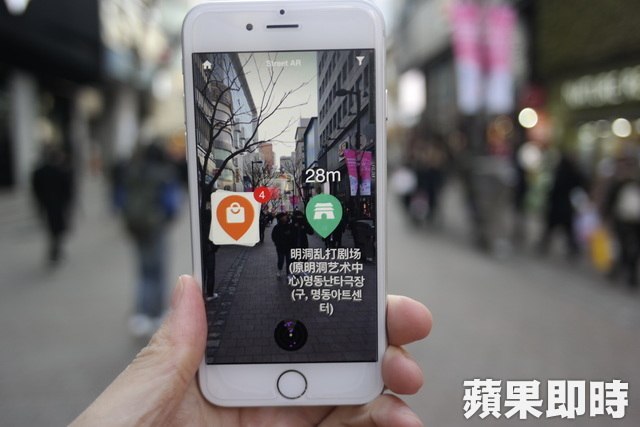 Street AR
28m
4
明洞乱打剧场
(原明洞艺术中
心)명동난타극장
(구, 명동아트센
터)
蘋果即時